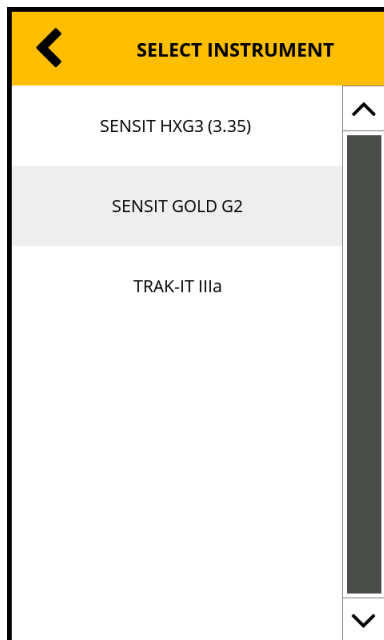 SELECT INSTRUMENT
SENSIT HXG3 (3.35)
SENSIT GOLD G2
TRAK-IT IIIa